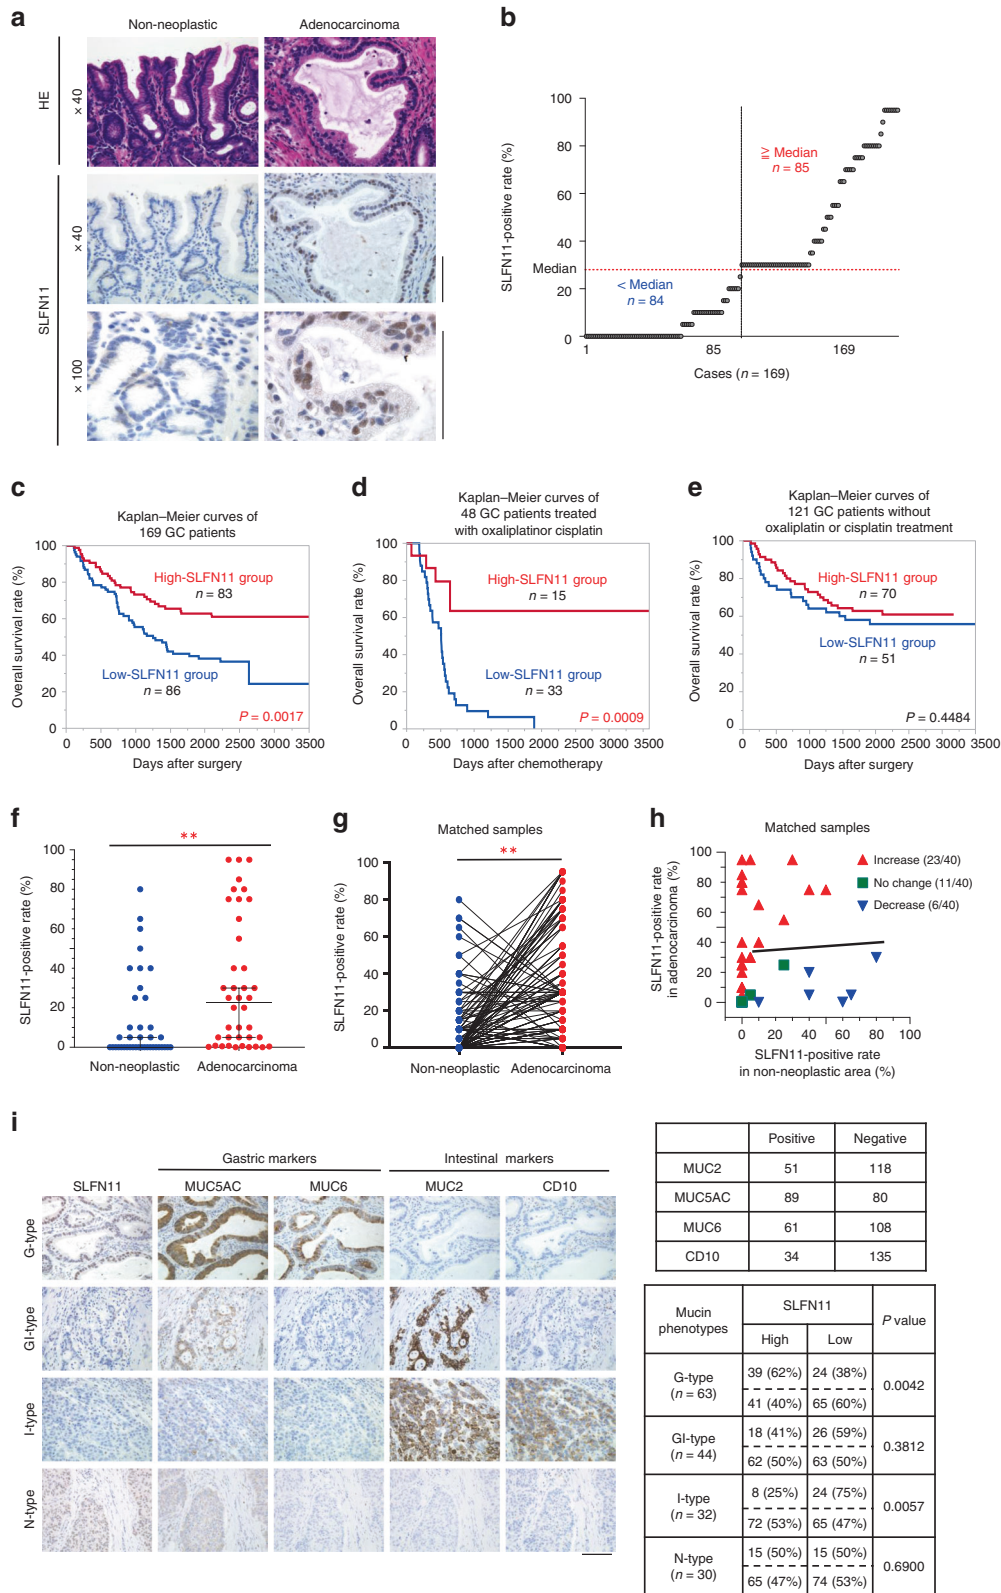 a
Non-neoplastic
Adenocarcinoma
HE
× 40
SLFN11
× 40
× 100
b
SLFN11-positive rate (%)
100
80
60
40
Median
20
0
≧ Median
n = 85
< Median
n = 84
1
85
169
Cases (n = 169)
c
Kaplan–Meier curves of
169 GC patients
Overall survival rate (%)
100
80
60
40
20
0
High-SLFN11 group
n = 83
Low-SLFN11 group
n = 86
P = 0.0017
0 500 1500 2500 3500
Days after surgery
d
Kaplan–Meier curves of
48 GC patients treated
with oxaliplatinor cisplatin
Overall survival rate (%)
100
80
60
40
20
0
High-SLFN11 group
n = 15
Low-SLFN11 group
n = 33
P = 0.0009
0 500 1500 2500 3500
Days after chemotherapy
e
Kaplan–Meier curves of
121 GC patients without
oxaliplatin or cisplatin treatment
Overall survival rate (%)
100
80
60
40
20
0
High-SLFN11 group
n = 70
Low-SLFN11 group
n = 51
P = 0.4484
0 500 1500 2500 3500
Days after surgery
f
SLFN11-positive rate (%)
100
80
60
40
20
0
**
Non-neoplastic
Adenocarcinoma
g
Matched samples
SLFN11-positive rate (%)
100
80
60
40
20
0
**
Non-neoplastic
Adenocarcinoma
h
Matched samples
SLFN11-positive rate
in adenocarcinoma (%)
100
80
60
40
20
0
Increase (23/40)
No change (11/40)
Decrease (6/40)
0 20 40 60 80 100
SLFN11-positive rate
in non-neoplastic area (%)
i
Gastric markers
Intestinal markers
SLFN11 MUC5AC MUC6 MUC2 CD10
G-type
GI-type
I-type
N-type
Positive Negative
MUC2 51 118
MUC5AC 89 80
MUC6 61 108
CD10 34 135
Mucin
phenotypes
SLFN11
High Low
P value
G-type
(n = 63)
39 (62%) 24 (38%)
41 (40%) 65 (60%)
0.0042
GI-type
(n = 44)
18 (41%) 26 (59%)
62 (50%) 63 (50%)
0.3812
I-type
(n = 32)
8 (25%) 24 (75%)
72 (53%) 65 (47%)
0.0057
N-type
(n = 30)
15 (50%) 15 (50%)
65 (47%) 74 (53%)
0.6900